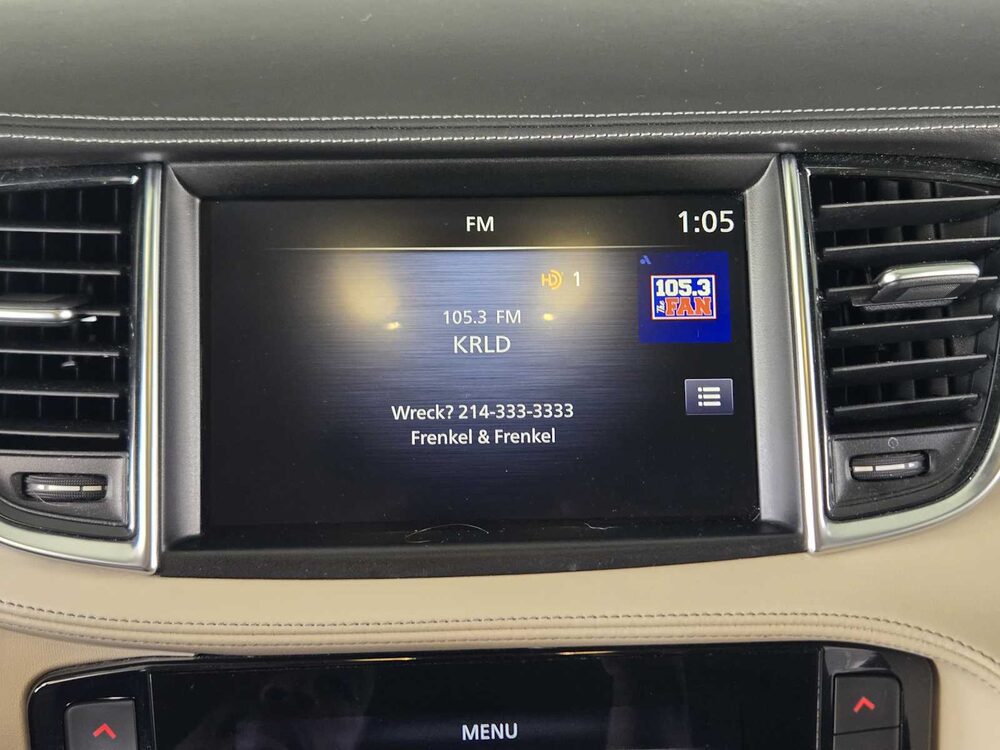 FM
1:05
HD 1
105.3
The FAN
105.3 FM
KRLD
Wreck? 214-333-3333
Frenkel & Frenkel
MENU